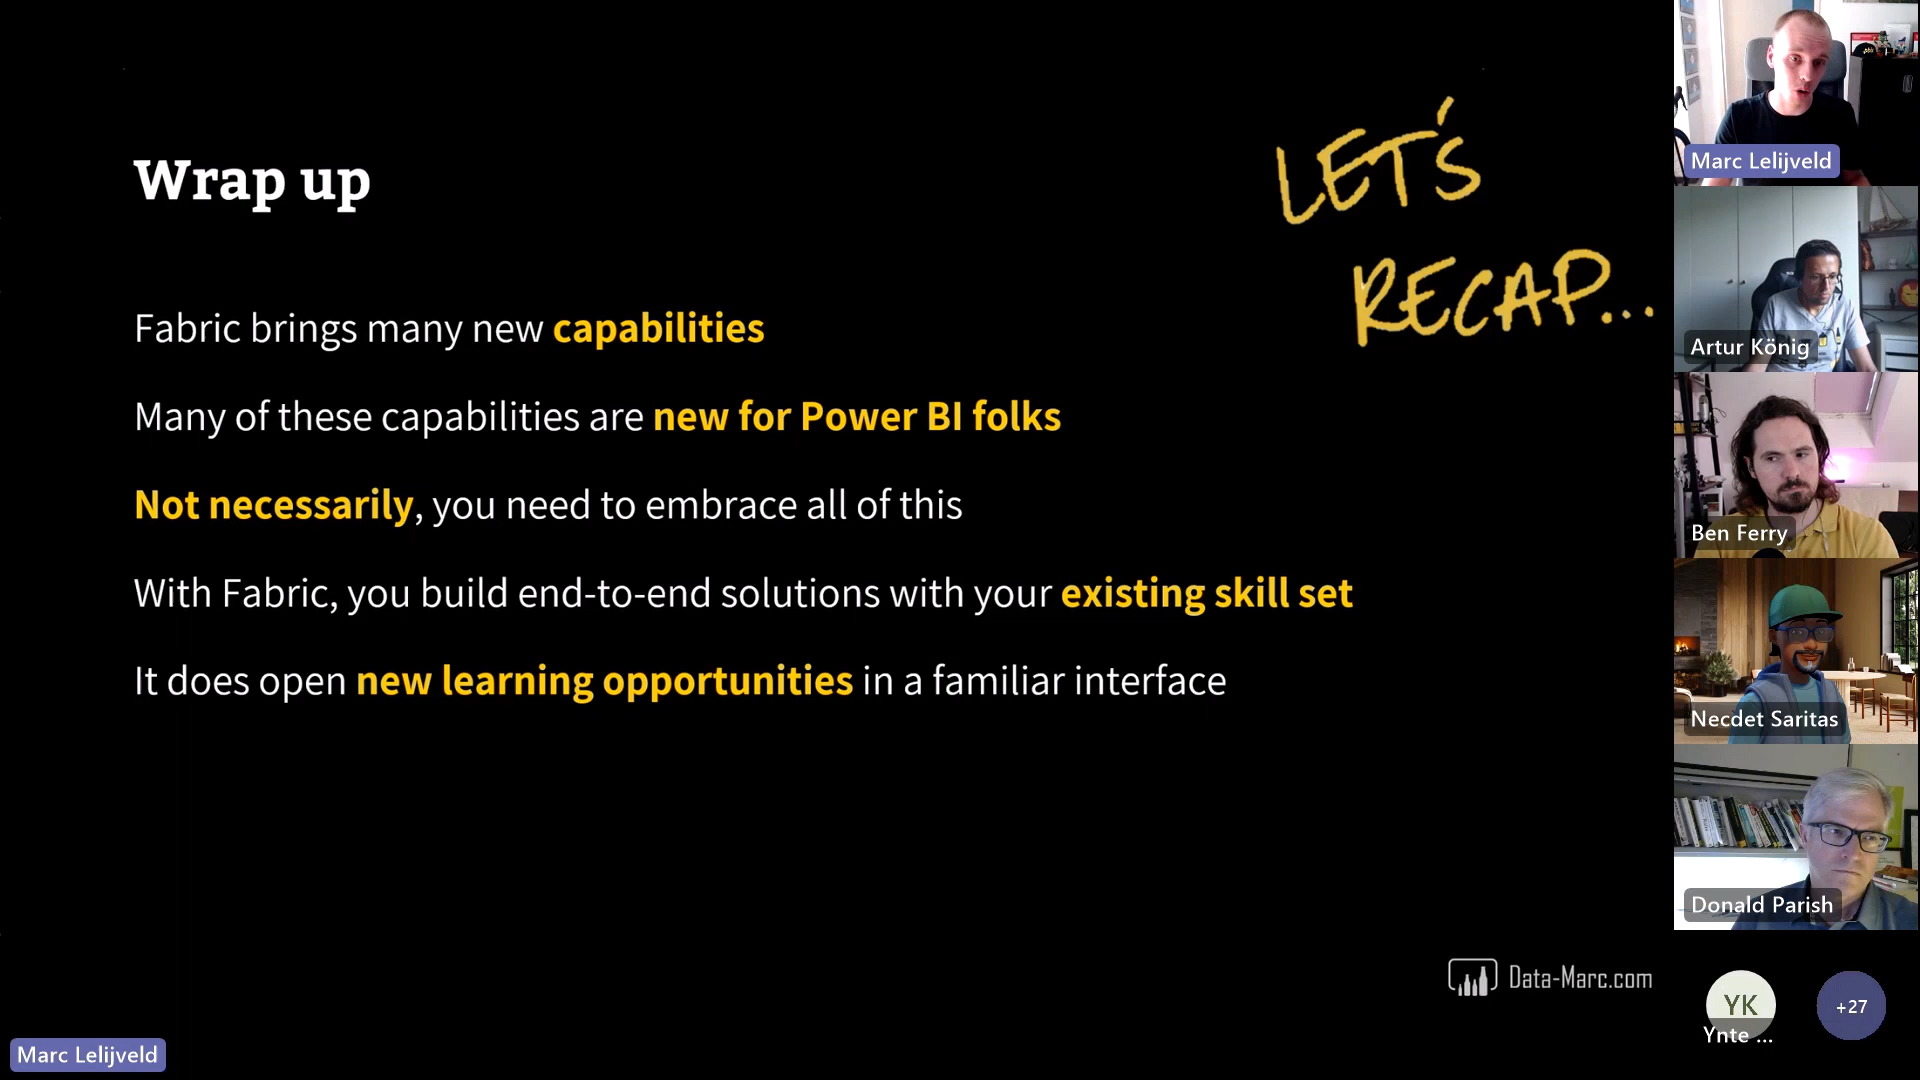 Wrap up
LET'S
RECAP...
Fabric brings many new capabilities
Many of these capabilities are new for Power BI folks
Not necessarily, you need to embrace all of this
With Fabric, you build end-to-end solutions with your existing skill set
It does open new learning opportunities in a familiar interface
Data-Marc.com
Marc Lelijveld
Marc Lelijveld
Artur König
Ben Ferry
Necdet Saritas
Donald Parish
YK
Ynte ...
+27